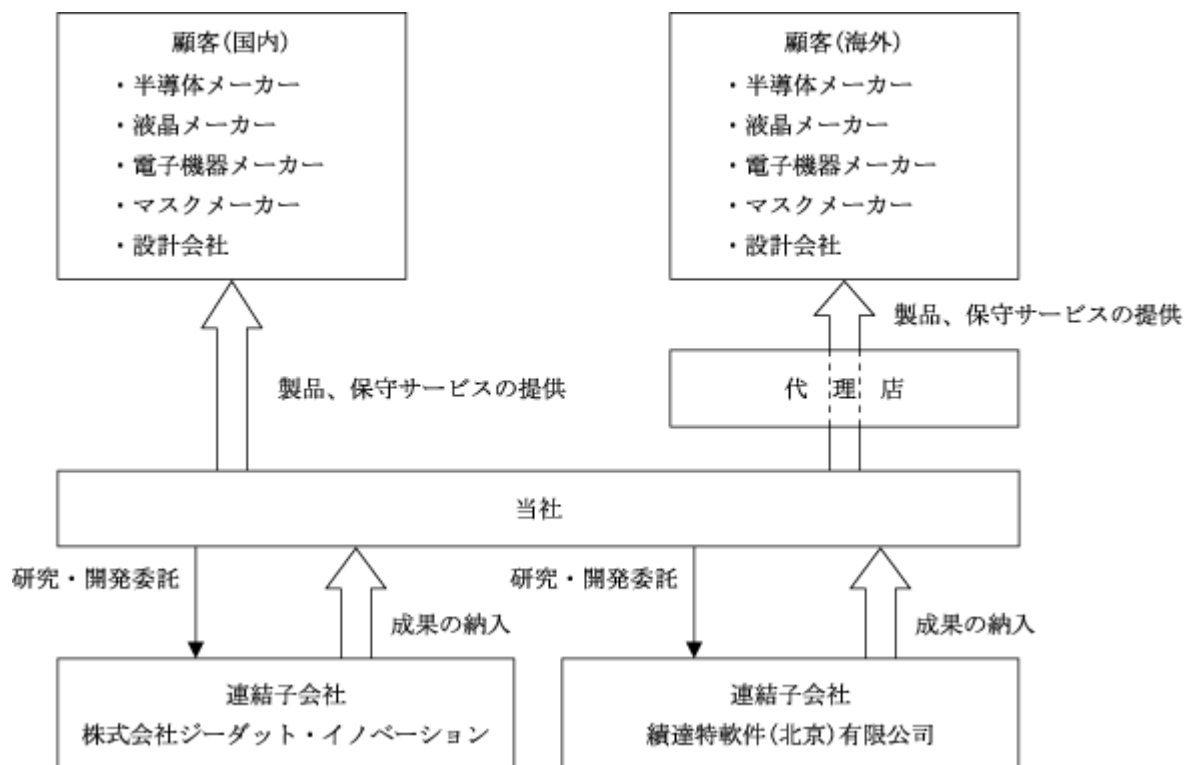 顧客(国内)
・半導体メーカー
・液晶メーカー
・電子機器メーカー
・マスクメーカー
・設計会社
顧客(海外)
・半導体メーカー
・液晶メーカー
・電子機器メーカー
・マスクメーカー
・設計会社
製品、保守サービスの提供
製品、保守サービスの提供
代理店
当社
研究・開発委託
成果の納入
研究・開発委託
成果の納入
連結子会社
株式会社ジーダット・イノベーション
連結子会社
績達特軟件(北京)有限公司